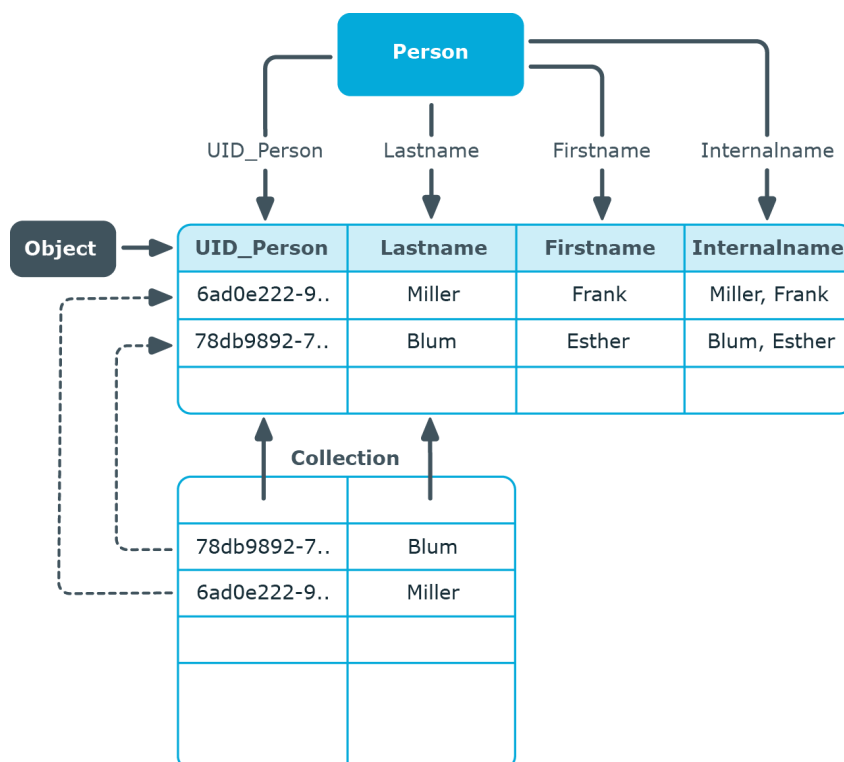 Person
UID_Person Lastname Firstname Internalname
Object
UID_Person Lastname Firstname Internalname
6ad0e222-9.. Miller Frank Miller, Frank
78db9892-7.. Blum Esther Blum, Esther
Collection
78db9892-7.. Blum
6ad0e222-9.. Miller